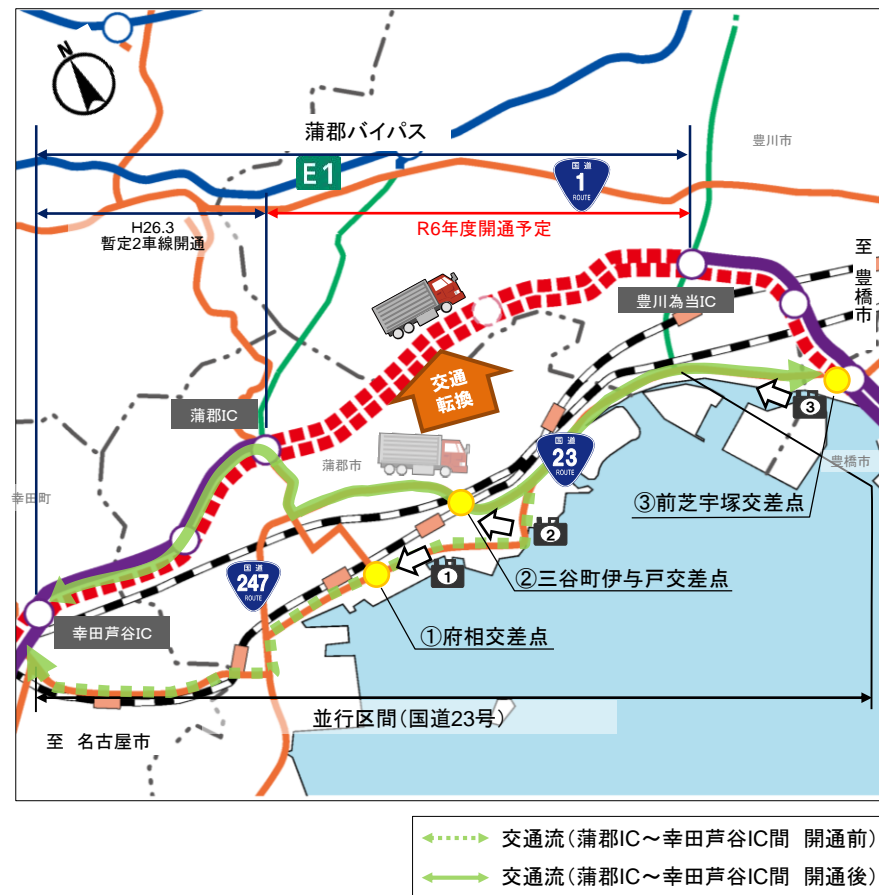 N
蒲郡バイパス
豊川市
E1
国道
1
ROUTE
H26.3
暫定2車線開通
R6年度開通予定
至 豊橋市
豊川為当IC
交通
転換
蒲郡IC
蒲郡市
3
国道
23
ROUTE
豊橋市
幸田町
③前芝宇塚交差点
2
国道
247
ROUTE
1
②三谷町伊与戸交差点
幸田芦谷IC
①府相交差点
並行区間(国道23号)
至 名古屋市
交通流(蒲郡IC～幸田芦谷IC間 開通前)
交通流(蒲郡IC～幸田芦谷IC間 開通後)